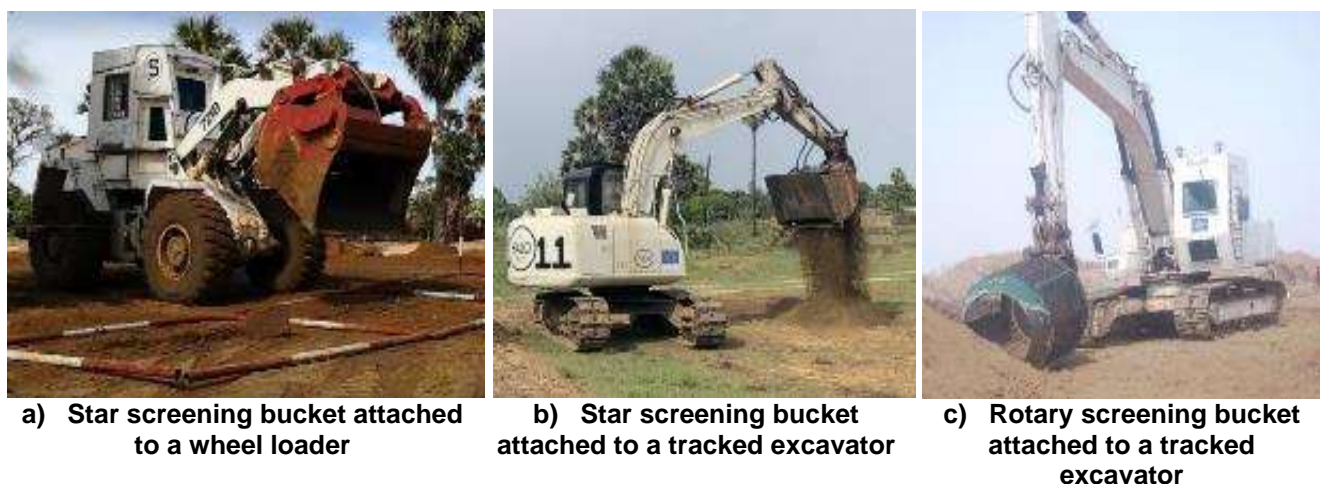 S
11
a) Star screening bucket attached
to a wheel loader
b) Star screening bucket
attached to a tracked excavator
c) Rotary screening bucket
attached to a tracked
excavator